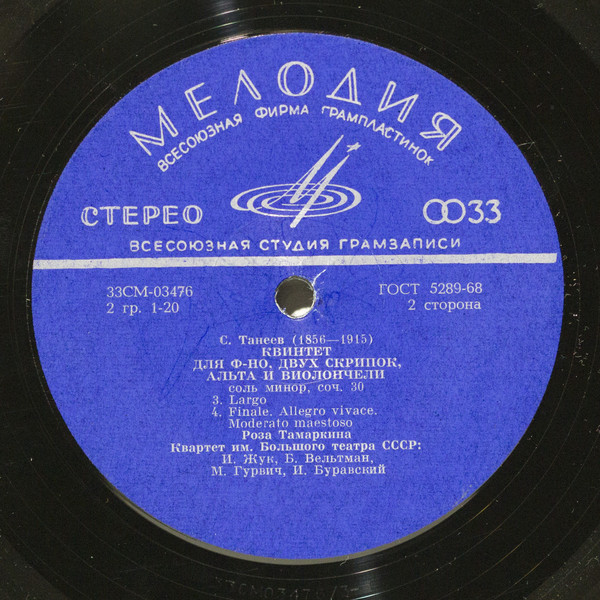 МЕЛОДИЯ
ВСЕСОЮЗНАЯ ФИРМА ГРАМПЛАСТИНОК
СТЕРЕО
33
ВСЕСОЮЗНАЯ СТУДИЯ ГРАМЗАПИСИ
33СМ-03476
ГОСТ 5289-68
2 гр. 1-20
2 сторона
С. Танеев (1856—1915)
КВИНТЕТ
ДЛЯ Ф-НО, ДВУХ СКРИПОК,
АЛЬТА И ВИОЛОНЧЕЛИ
соль минор, соч. 30
3. Largo
4. Finale. Allegro vivace.
Moderato maestoso
Роза Тамаркина
Квартет им. Большого театра СССР:
И. Жук, Б. Вельтман,
М. Гурвич, И. Буравский